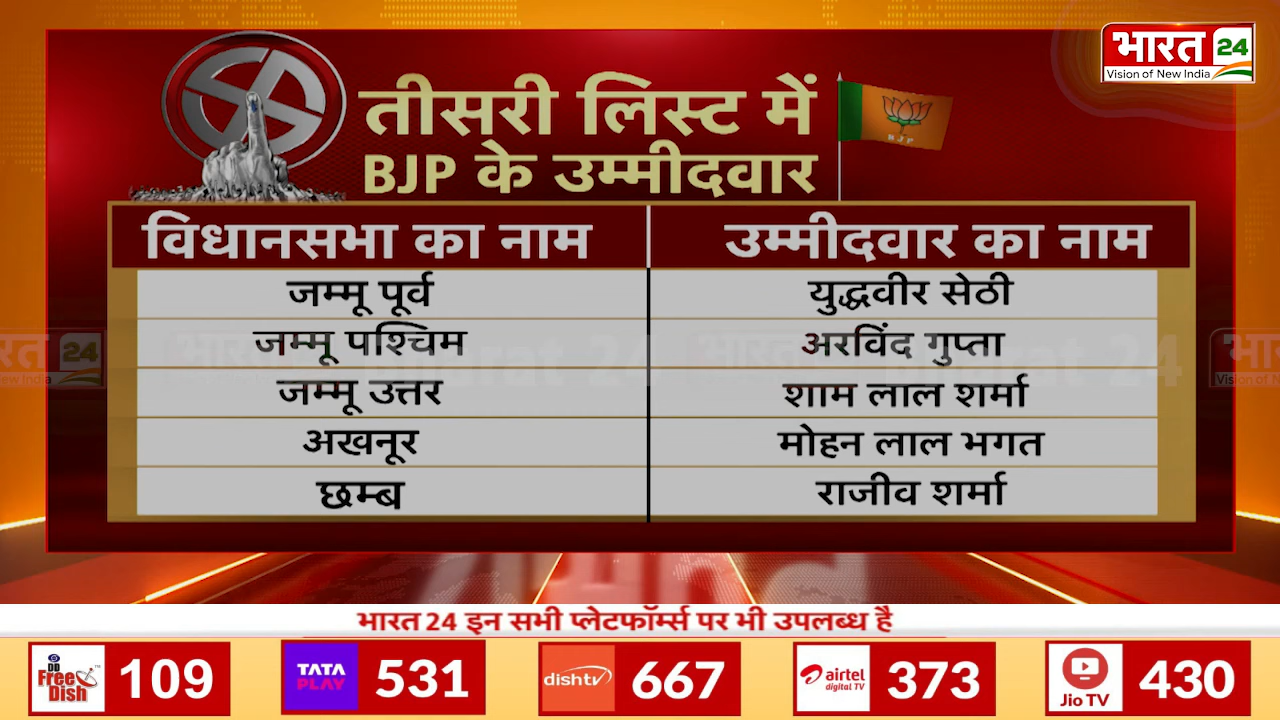 भारत 24
Vision of New India
तीसरी लिस्ट में
BJP के उम्मीदवार
BJP
विधानसभा का नाम उम्मीदवार का नाम
जम्मू पूर्व युद्धवीर सेठी
जम्मू पश्चिम अरविंद गुप्ता
जम्मू उत्तर शाम लाल शर्मा
अखनूर मोहन लाल भगत
छम्ब राजीव शर्मा
भारत 24 इन सभी प्लेटफॉर्म्स पर भी उपलब्ध है
DD Free Dish 109 TATA PLAY 531 dishtv 667 airtel digital TV 373 Jio TV 430